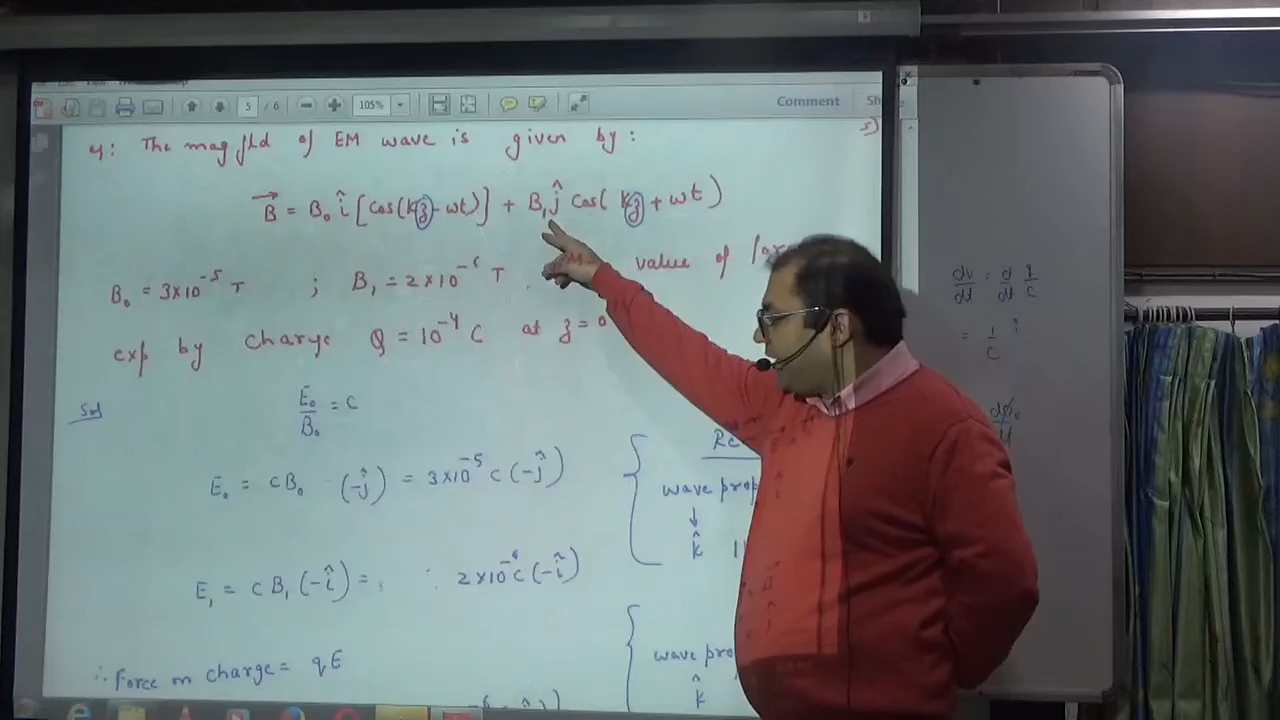 5 / 6 105% Comment
5)
4: The mag fld of EM wave is given by:
B = B₀ î [cos(kz - ωt)] + B₁ ĵ cos( kz + ωt )
B₀ = 3×10⁻⁵ T ; B₁ = 2×10⁻⁶ T value of
exp by charge Q = 10⁻⁴ C at z = 0
Sol
E₀/B₀ = c
E₀ = cB₀ (-ĵ) = 3×10⁻⁵ c (-ĵ)
wave prop
k̂
E₁ = cB₁ (-î) = 2×10⁻⁶ c (-î)
wave pro
k̂
∴ Force on charge = qE
dv/dt = d/dt q/c
= 1/c i